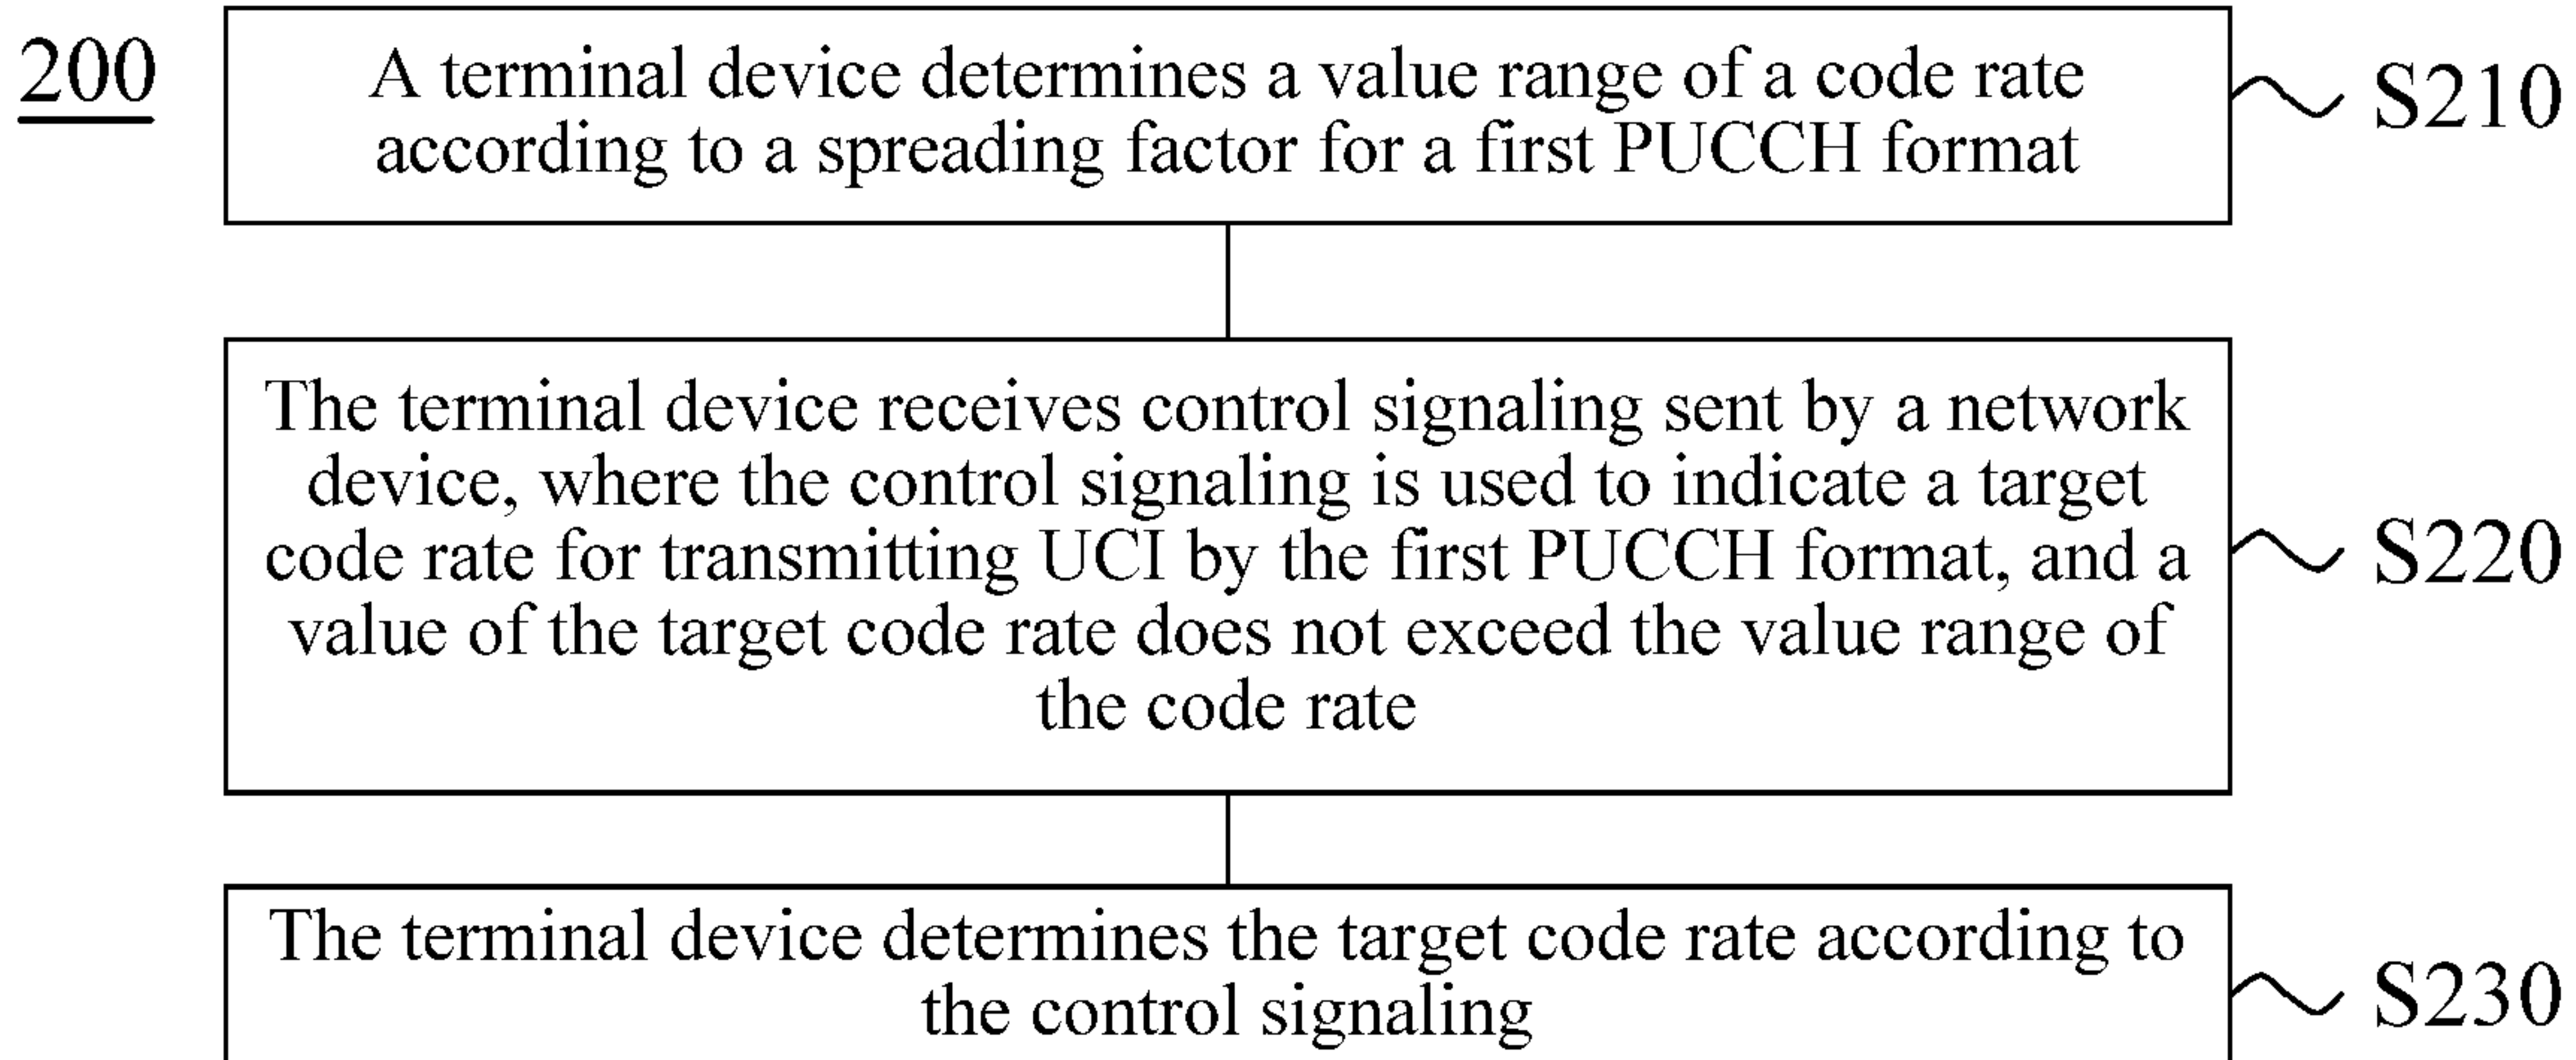 200
A terminal device determines a value range of a code rate
according to a spreading factor for a first PUCCH format
S210
The terminal device receives control signaling sent by a network
device, where the control signaling is used to indicate a target
code rate for transmitting UCI by the first PUCCH format, and a
value of the target code rate does not exceed the value range of
the code rate
S220
The terminal device determines the target code rate according to
the control signaling
S230